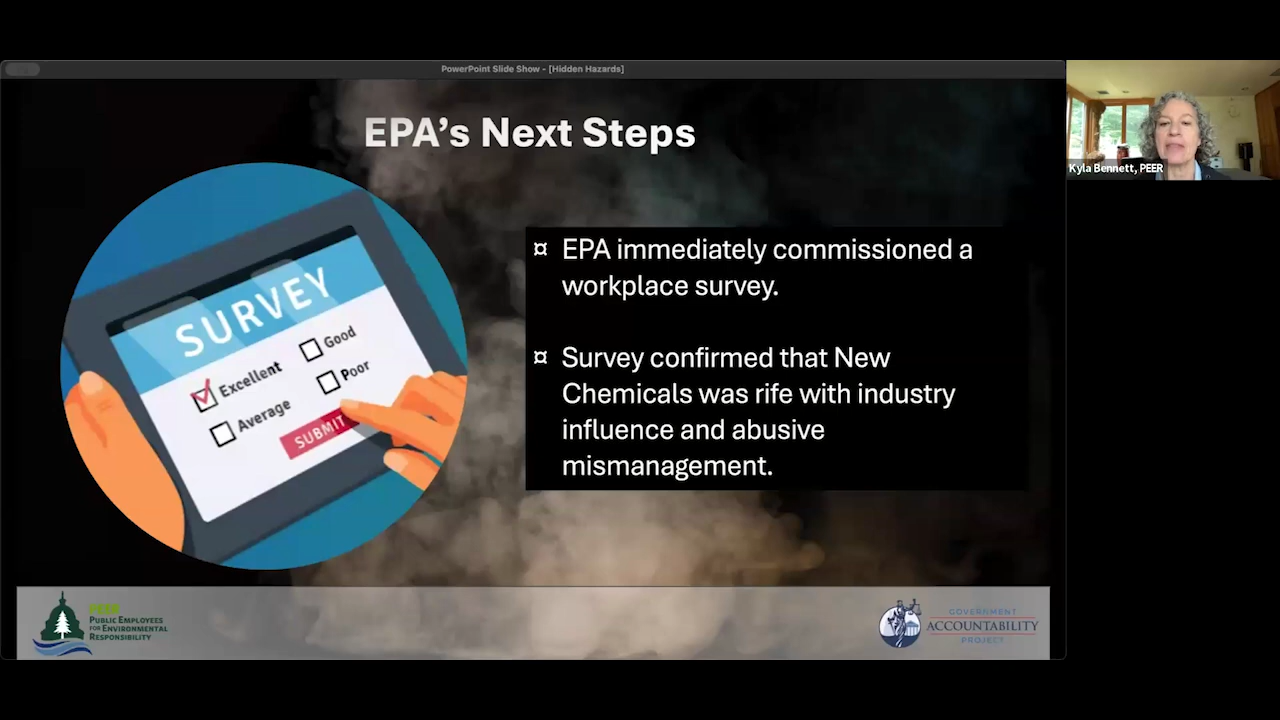 PowerPoint Slide Show - [Hidden Hazards]
EPA's Next Steps
SURVEY
Excellent
Good
Average
Poor
SUBMIT
¤ EPA immediately commissioned a
workplace survey.
¤ Survey confirmed that New
Chemicals was rife with industry
influence and abusive
mismanagement.
Kyla Bennett, PEER
PEER
PUBLIC EMPLOYEES
FOR ENVIRONMENTAL
RESPONSIBILITY
GOVERNMENT
ACCOUNTABILITY
PROJECT